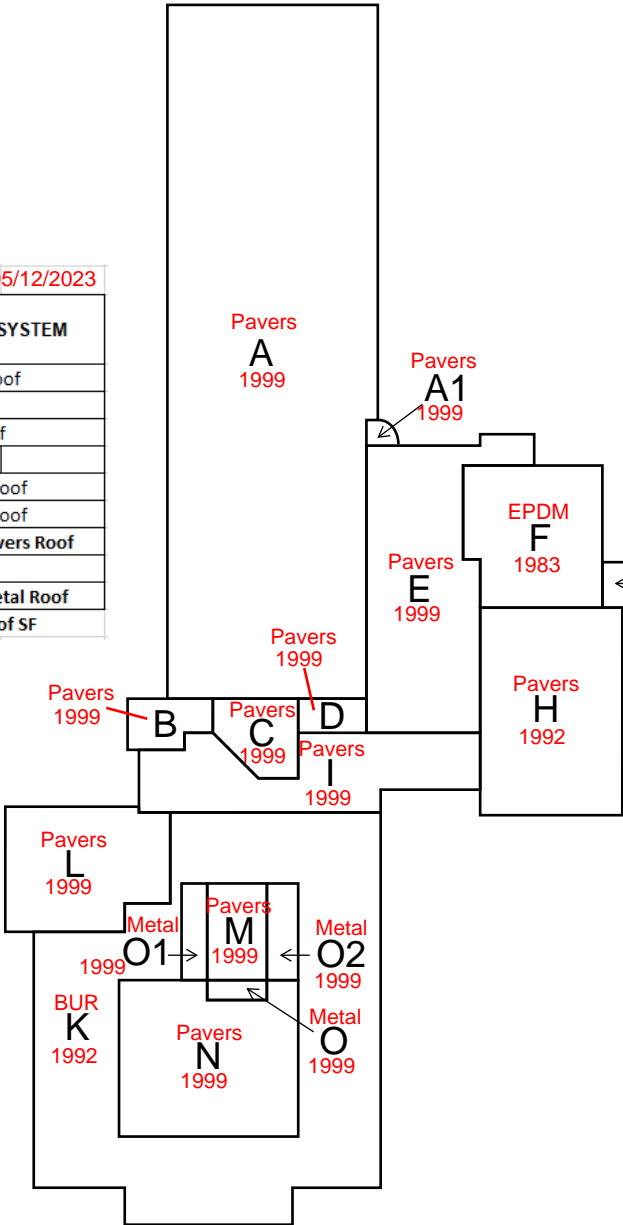 5/12/2023
SYSTEM
oof
f
oof
oof
vers Roof
etal Roof
of SF
Pavers
A
1999
Pavers
A1
1999
EPDM
F
1983
Pavers
E
1999
Pavers
1999
D
Pavers
H
1992
Pavers
1999
B
Pavers
C
1999
Pavers
I
1999
Pavers
L
1999
Metal
O1
1999
Pavers
M
1999
Metal
O2
1999
BUR
K
1992
Pavers
N
1999
Metal
O
1999